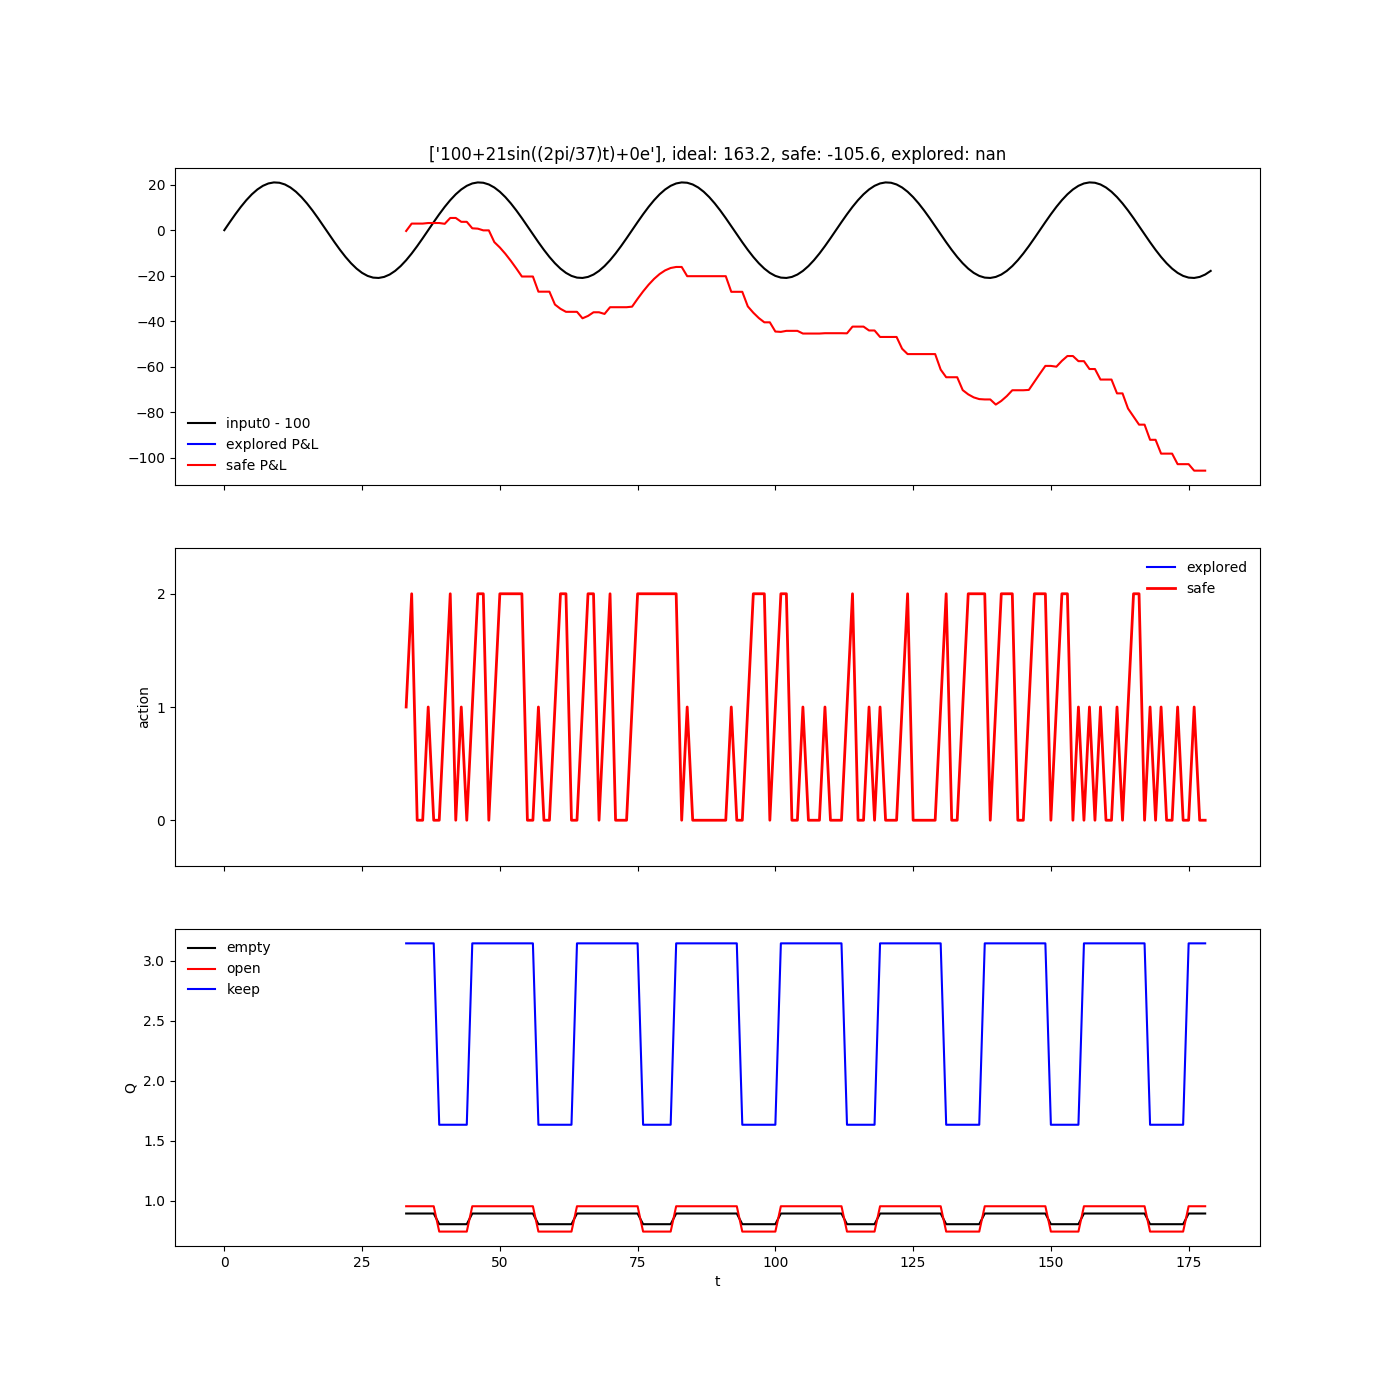 ['100+21sin((2pi/37)t)+0e'], ideal: 163.2, safe: -105.6, explored: nan
20
0
−20
−40
−60
−80
−100
input0 - 100
explored P&L
safe P&L
action
2
1
0
explored
safe
Q
3.0
2.5
2.0
1.5
1.0
empty
open
keep
0 25 50 75 100 125 150 175
t